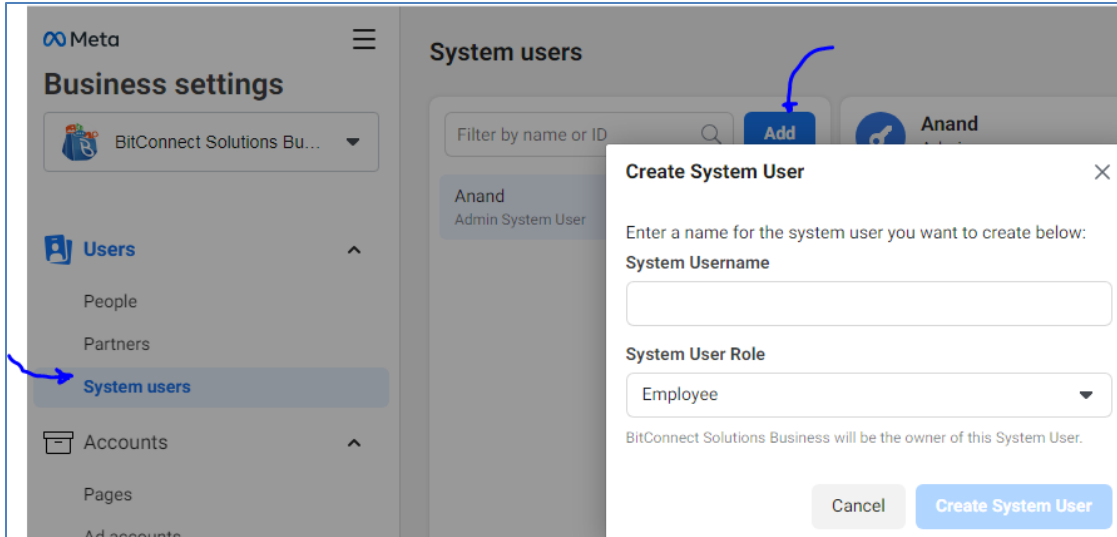 Meta
Business settings
BitConnect Solutions Bu...
Users
People
Partners
System users
Accounts
Pages
Ad accounts
System users
Filter by name or ID
Add
Anand
Admin System User
Anand
Create System User
Enter a name for the system user you want to create below:
System Username
System User Role
Employee
BitConnect Solutions Business will be the owner of this System User.
Cancel
Create System User